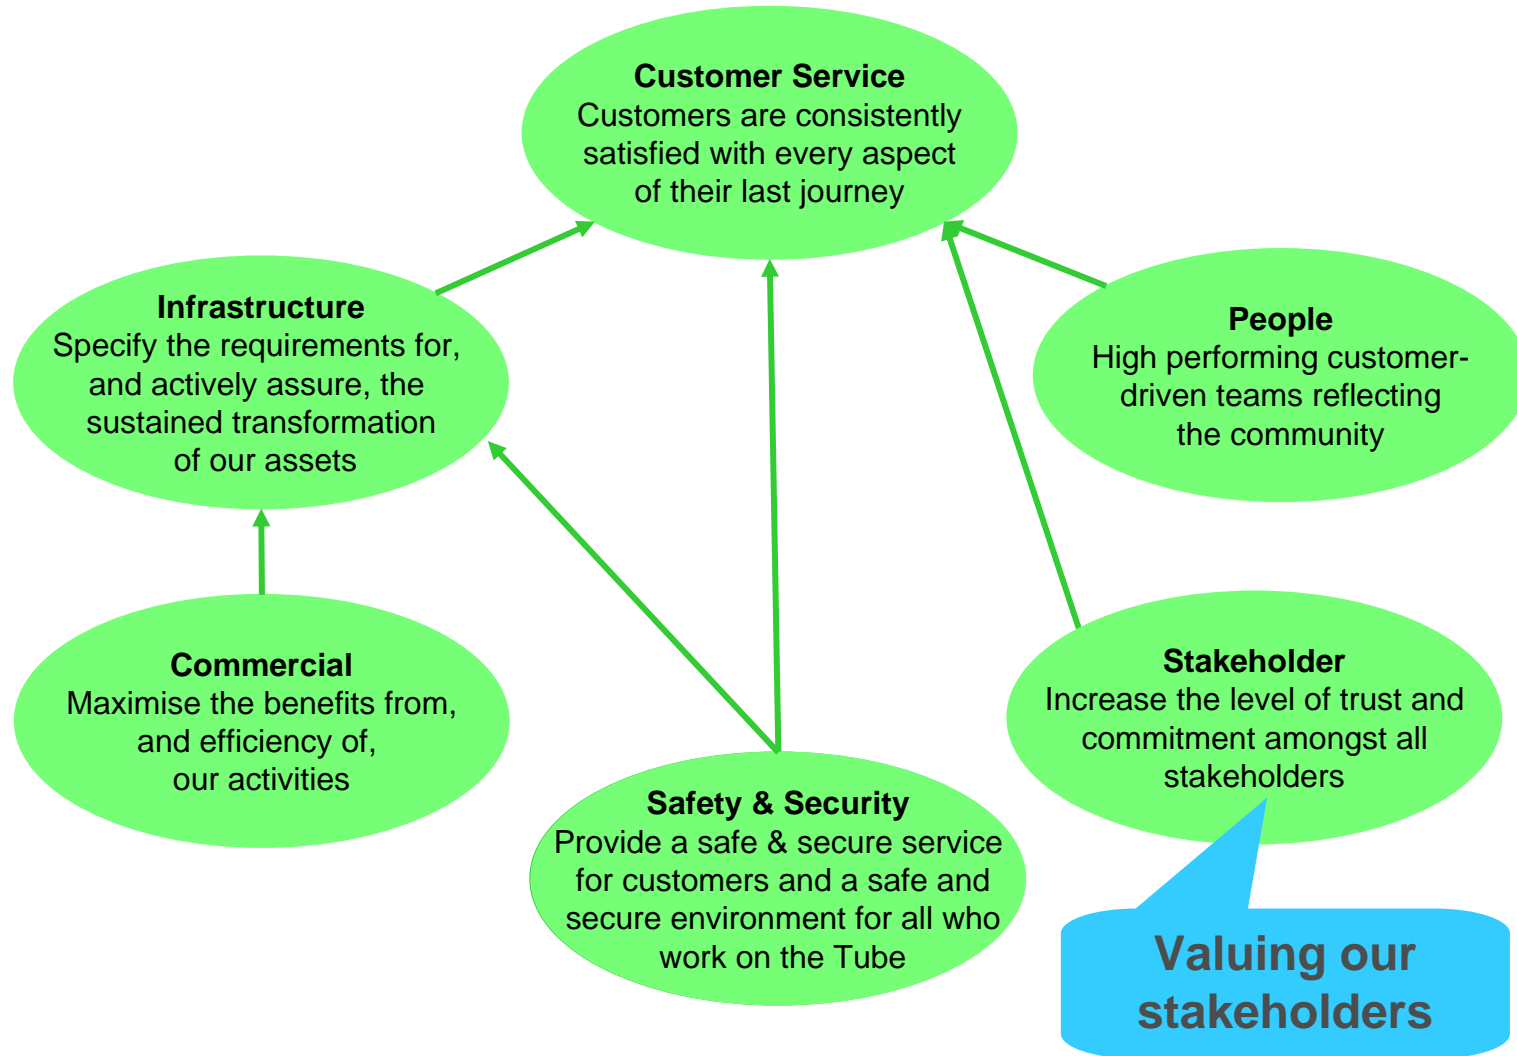 Customer Service
Customers are consistently
satisfied with every aspect
of their last journey
Infrastructure
Specify the requirements for,
and actively assure, the
sustained transformation
of our assets
People
High performing customer-
driven teams reflecting
the community
Commercial
Maximise the benefits from,
and efficiency of,
our activities
Stakeholder
Increase the level of trust and
commitment amongst all
stakeholders
Safety & Security
Provide a safe & secure service
for customers and a safe and
secure environment for all who
work on the Tube
Valuing our
stakeholders